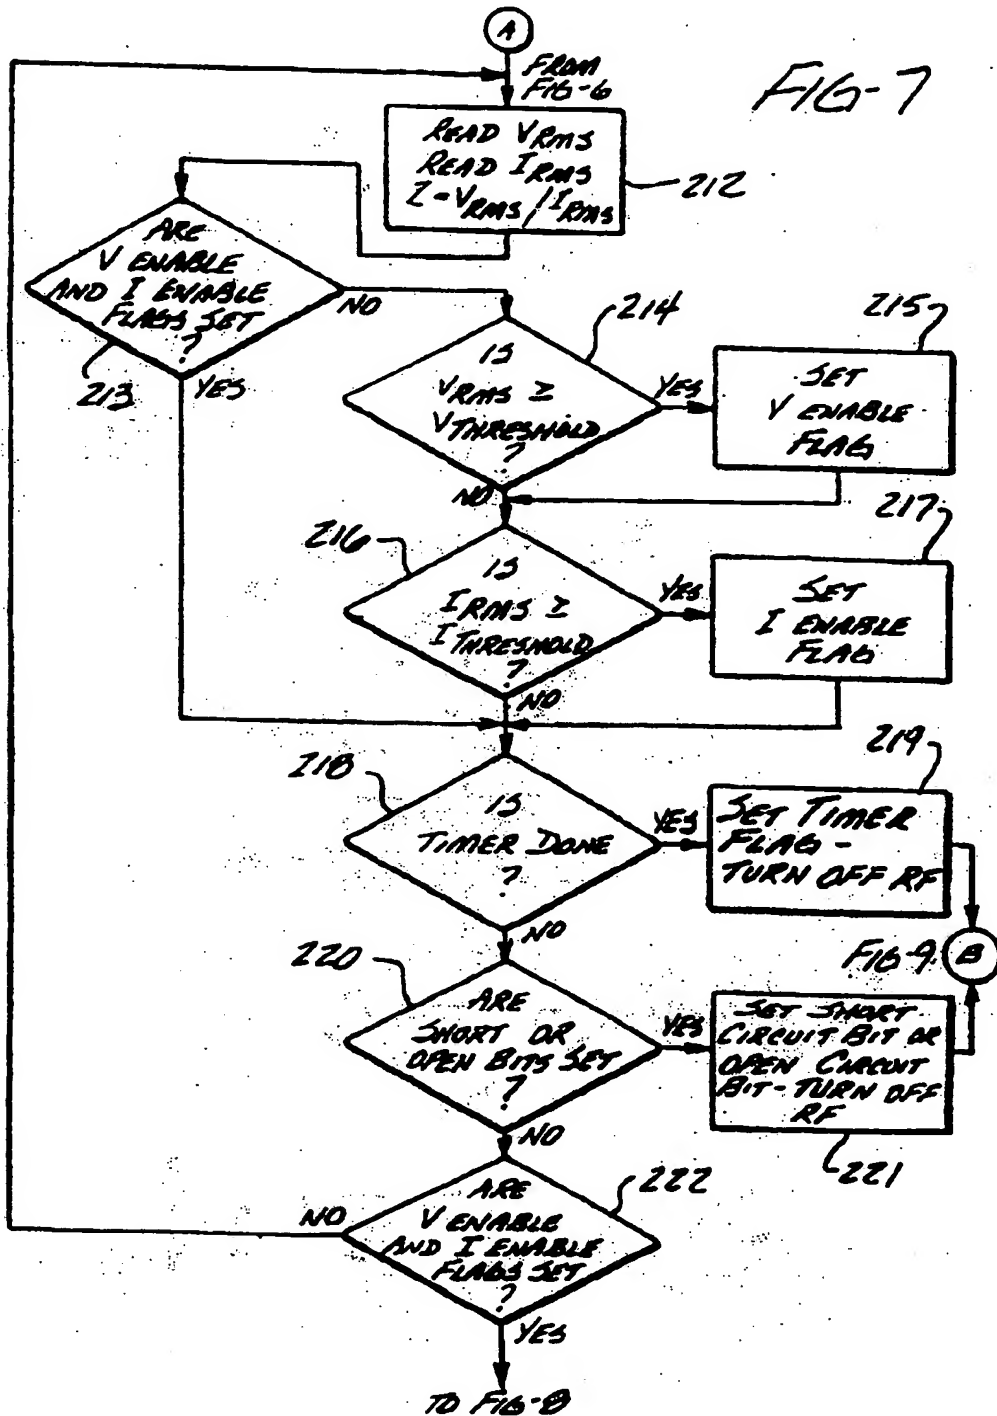 A
FROM
FIG-6
FIG-7
READ VRMS
READ IRMS
Z=VRMS/IRMS
212
ARE
V ENABLE
AND I ENABLE
FLAGS SET
?
213
NO
YES
214
IS
VRMS ≥
VTHRESHOLD
?
YES
NO
215
SET
V ENABLE
FLAG
216
IS
IRMS ≥
ITHRESHOLD
?
YES
NO
217
SET
I ENABLE
FLAG
218
IS
TIMER DONE
?
YES
NO
219
SET TIMER
FLAG-
TURN OFF RF
FIG-9
B
220
ARE
SHORT OR
OPEN BITS SET
?
YES
NO
SET SHORT
CIRCUIT BIT OR
OPEN CIRCUIT
BIT-TURN OFF
RF
221
222
ARE
V ENABLE
AND I ENABLE
FLAGS SET
?
NO
YES
TO FIG-8